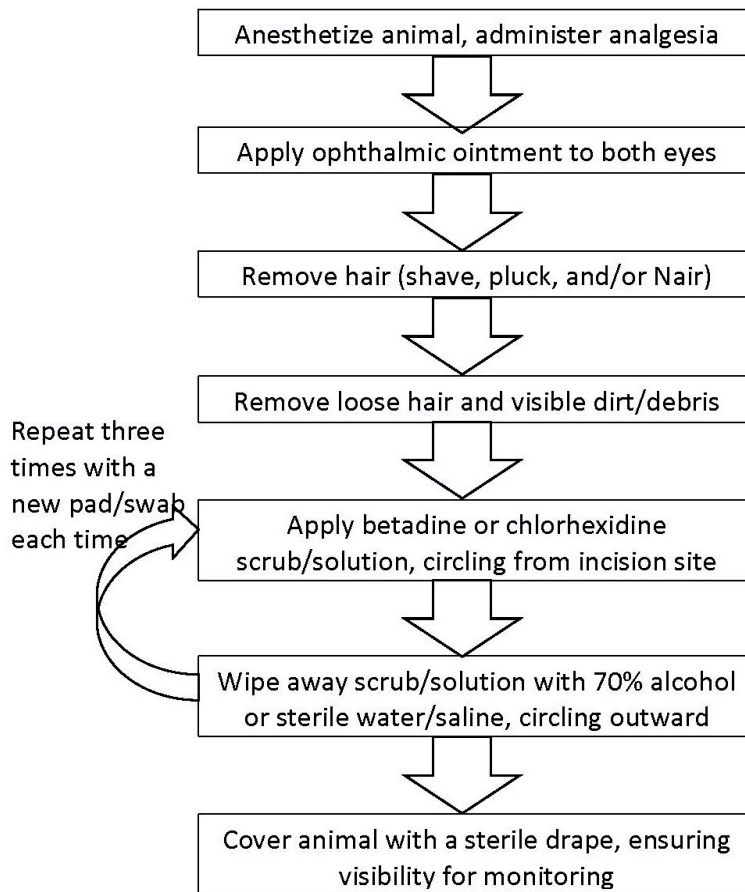 Anesthetize animal, administer analgesia
Apply ophthalmic ointment to both eyes
Remove hair (shave, pluck, and/or Nair)
Remove loose hair and visible dirt/debris
Repeat three
times with a
new pad/swab
each time
Apply betadine or chlorhexidine
scrub/solution, circling from incision site
Wipe away scrub/solution with 70% alcohol
or sterile water/saline, circling outward
Cover animal with a sterile drape, ensuring
visibility for monitoring